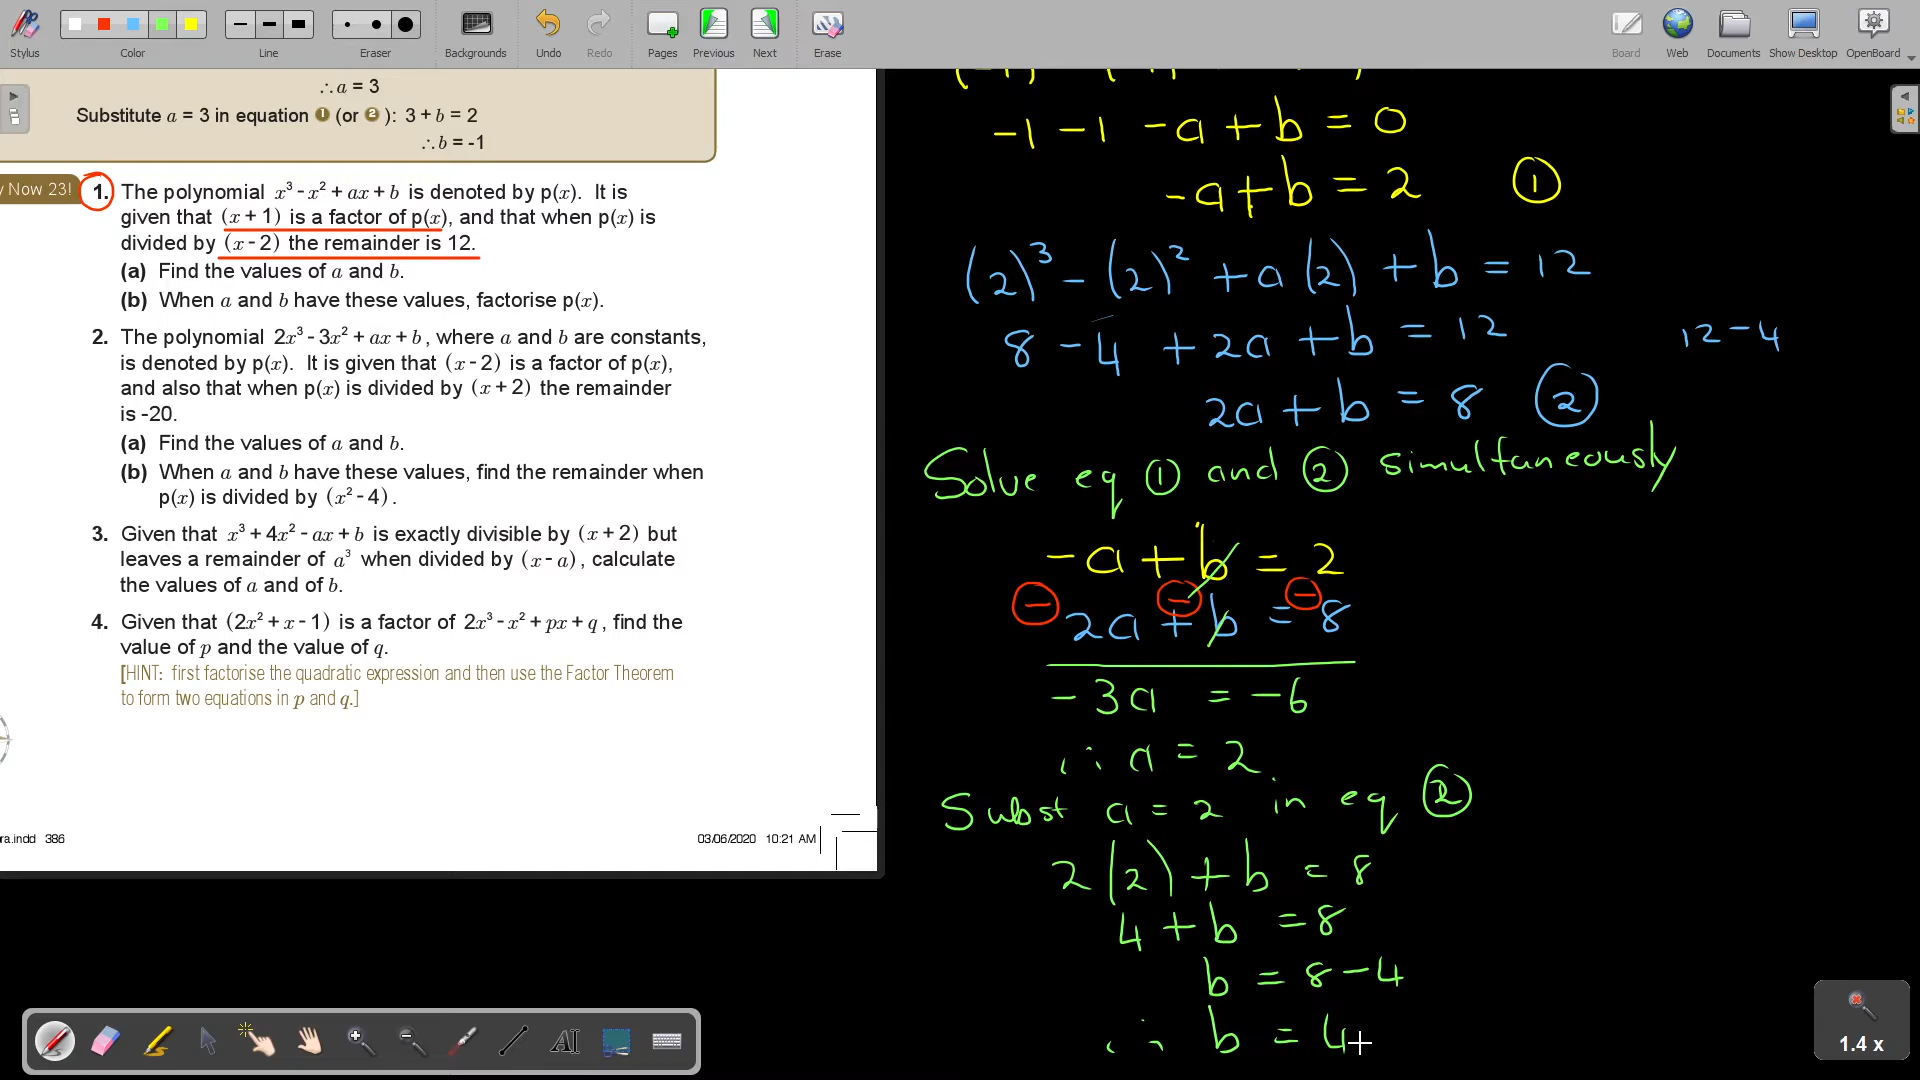 Stylus Color Line Eraser Backgrounds Undo Redo Pages Previous Next Erase Board Web Documents Show Desktop OpenBoard
∴ a = 3
Substitute a = 3 in equation 1 (or 2): 3 + b = 2
∴ b = -1
y Now 23!
1. The polynomial x³ - x² + ax + b is denoted by p(x). It is
given that (x + 1) is a factor of p(x), and that when p(x) is
divided by (x - 2) the remainder is 12.
(a) Find the values of a and b.
(b) When a and b have these values, factorise p(x).
2. The polynomial 2x³ - 3x² + ax + b, where a and b are constants,
is denoted by p(x). It is given that (x - 2) is a factor of p(x),
and also that when p(x) is divided by (x + 2) the remainder
is -20.
(a) Find the values of a and b.
(b) When a and b have these values, find the remainder when
p(x) is divided by (x² - 4).
3. Given that x³ + 4x² - ax + b is exactly divisible by (x + 2) but
leaves a remainder of a³ when divided by (x - a), calculate
the values of a and of b.
4. Given that (2x² + x - 1) is a factor of 2x³ - x² + px + q, find the
value of p and the value of q.
[HINT: first factorise the quadratic expression and then use the Factor Theorem
to form two equations in p and q.]
ra.indd 386
03/06/2020 10:21 AM
-1 -1 -a + b = 0
-a + b = 2 ①
(2)³ - (2)² + a(2) + b = 12
8 - 4 + 2a + b = 12
12 - 4
2a + b = 8 ②
Solve eq ① and ② simultaneously
-a + b = 2
⊖ ⊖ ⊖
2a + b = 8
-3a = -6
∴ a = 2
Subst a = 2 in eq ②
2(2) + b = 8
4 + b = 8
b = 8 - 4
∴ b = 4
1.4 x